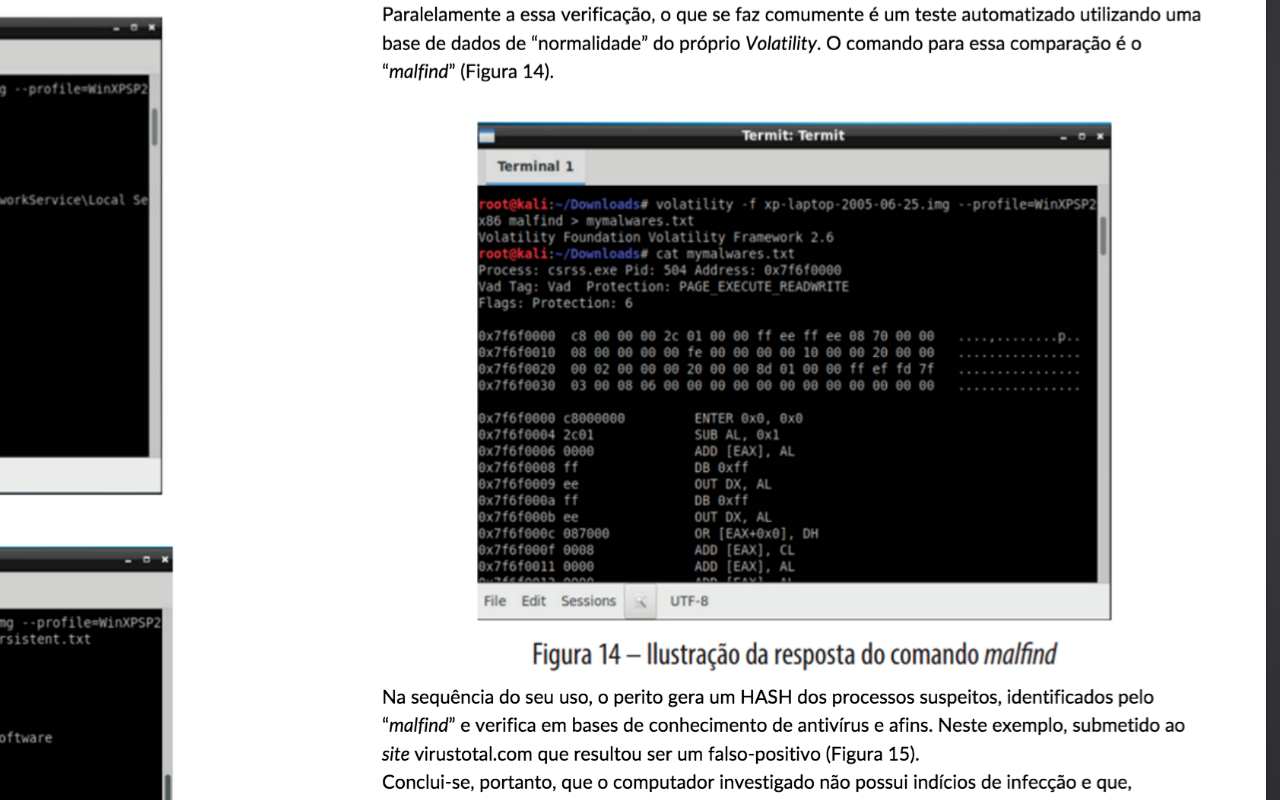 g --profile=WinXPSP2
workService\Local Se
mg --profile=WinXPSP2
rsistent.txt
oftware
Paralelamente a essa verificação, o que se faz comumente é um teste automatizado utilizando uma
base de dados de “normalidade” do próprio Volatility. O comando para essa comparação é o
“malfind” (Figura 14).
Termit: Termit
Terminal 1
root@kali:~/Downloads# volatility -f xp-laptop-2005-06-25.img --profile=WinXPSP2
x86 malfind > mymalwares.txt
Volatility Foundation Volatility Framework 2.6
root@kali:~/Downloads# cat mymalwares.txt
Process: csrss.exe Pid: 504 Address: 0x7f6f0000
Vad Tag: Vad  Protection: PAGE_EXECUTE_READWRITE
Flags: Protection: 6
0x7f6f0000  c8 00 00 00 2c 01 00 00 ff ee ff ee 08 70 00 00   ....,........p..
0x7f6f0010  08 00 00 00 00 fe 00 00 00 00 10 00 00 20 00 00   ................
0x7f6f0020  00 02 00 00 00 20 00 00 8d 01 00 00 ff ef fd 7f   ................
0x7f6f0030  03 00 08 06 00 00 00 00 00 00 00 00 00 00 00 00   ................
0x7f6f0000 c8000000         ENTER 0x0, 0x0
0x7f6f0004 2c01             SUB AL, 0x1
0x7f6f0006 0000             ADD [EAX], AL
0x7f6f0008 ff               DB 0xff
0x7f6f0009 ee               OUT DX, AL
0x7f6f000a ff               DB 0xff
0x7f6f000b ee               OUT DX, AL
0x7f6f000c 087000           OR [EAX+0x0], DH
0x7f6f000f 0008             ADD [EAX], CL
0x7f6f0011 0000             ADD [EAX], AL
File Edit Sessions UTF-8
Figura 14 – Ilustração da resposta do comando malfind
Na sequência do seu uso, o perito gera um HASH dos processos suspeitos, identificados pelo
“malfind” e verifica em bases de conhecimento de antivírus e afins. Neste exemplo, submetido ao
site virustotal.com que resultou ser um falso-positivo (Figura 15).
Conclui-se, portanto, que o computador investigado não possui indícios de infecção e que,